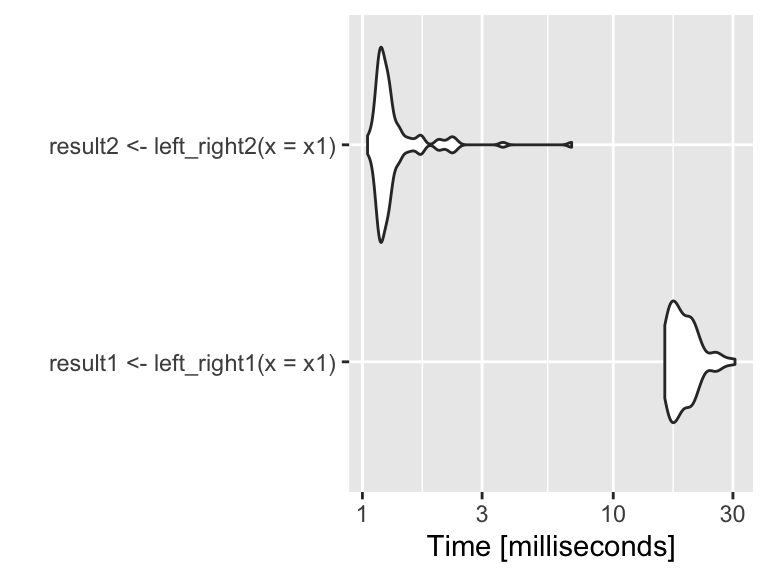 result2 <- left_right2(x = x1)
result1 <- left_right1(x = x1)
1 3 10 30
Time [milliseconds]